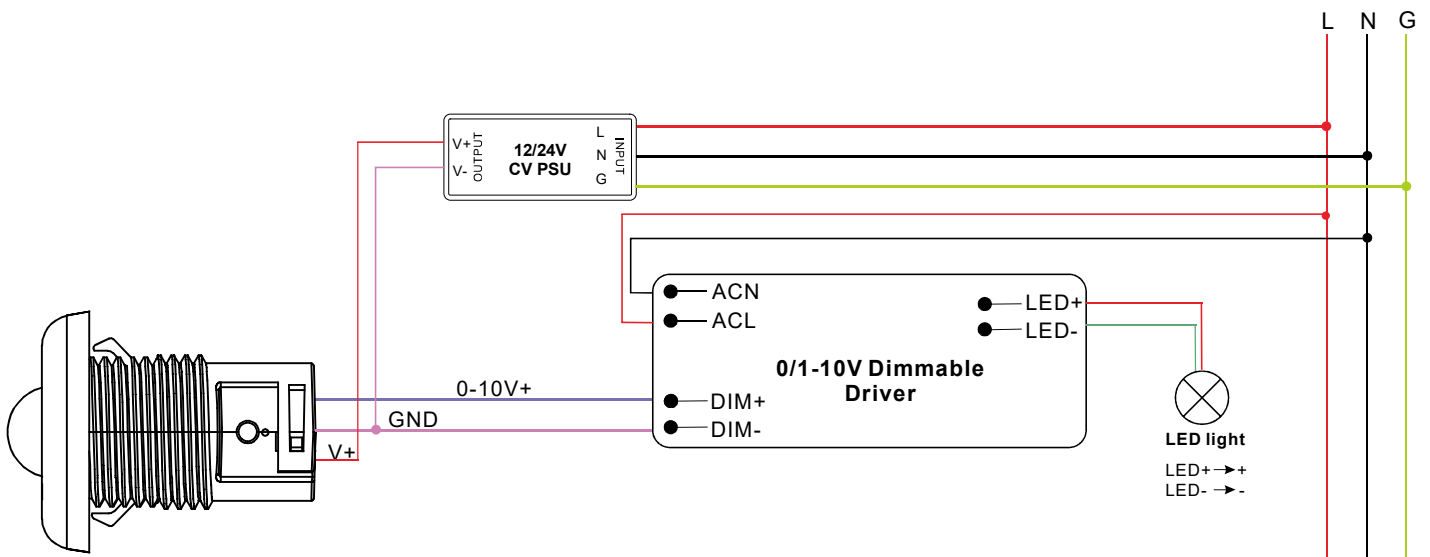 L N G
V+
V-
OUTPUT
12/24V
CV PSU
L
N
G
INPUT
ACN
ACL
LED+
LED-
0/1-10V Dimmable
Driver
0-10V+
DIM+
GND
DIM-
V+
LED light
LED+→+
LED-→-